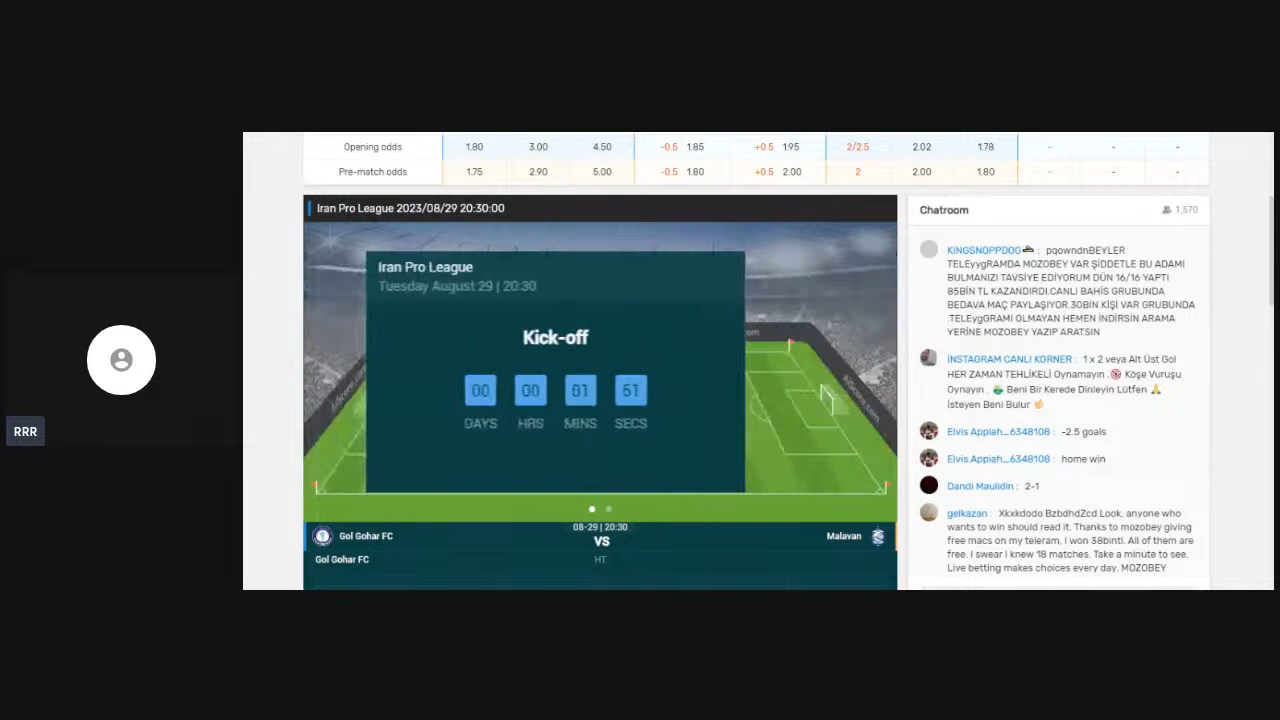 Opening odds 1.80 3.00 4.50 -0.5 1.85 +0.5 1.95 2/2.5 2.02 1.78 - - -
Pre-match odds 1.75 2.90 5.00 -0.5 1.80 +0.5 2.00 2 2.00 1.80 - - -
Iran Pro League 2023/08/29 20:30:00
Iran Pro League
Tuesday August 29 | 20:30
Kick-off
00 00 01 51
DAYS HRS MINS SECS
08-29 | 20:30
Gol Gohar FC VS Malavan
Gol Gohar FC HT
Chatroom 1,570
KINGSNOPPDOG : pqowndnBEYLER
TELEyygRAMDA MOZOBEY VAR ŞİDDETLE BU ADAMI
BULMANIZI TAVSİYE EDİYORUM DÜN 16/16 YAPTI
85BİN TL KAZANDIRDI.CANLI BAHİS GRUBUNDA
BEDAVA MAÇ PAYLAŞIYOR 30BİN KİŞİ VAR GRUBUNDA
.TELEygGRAMI OLMAYAN HEMEN İNDİRSİN ARAMA
YERİNE MOZOBEY YAZIP ARATSIN
İNSTAGRAM CANLI KORNER : 1 x 2 veya Alt Üst Gol
HER ZAMAN TEHLİKELİ Oynamayın . Köşe Vuruşu
Oynayın . Beni Bir Kerede Dinleyin Lütfen
İsteyen Beni Bulur
Elvis Appiah_6348108 : -2.5 goals
Elvis Appiah_6348108 : home win
Dandi Maulidin : 2-1
gelkazan : Xkxkdodo BzbdhdZcd Look, anyone who
wants to win should read it. Thanks to mozobey giving
free macs on my teleram, I won 38bintl. All of them are
free. I swear I knew 18 matches. Take a minute to see.
Live betting makes choices every day. MOZOBEY
RRR